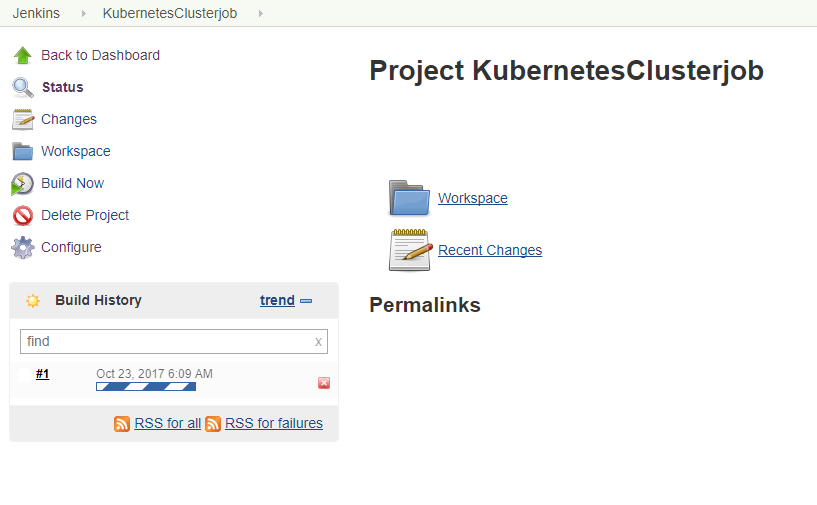 Jenkins KubernetesClusterjob
Back to Dashboard
Status
Changes
Workspace
Build Now
Delete Project
Configure
Build History trend
find x
#1 Oct 23, 2017 6:09 AM
RSS for all RSS for failures
Project KubernetesClusterjob
Workspace
Recent Changes
Permalinks